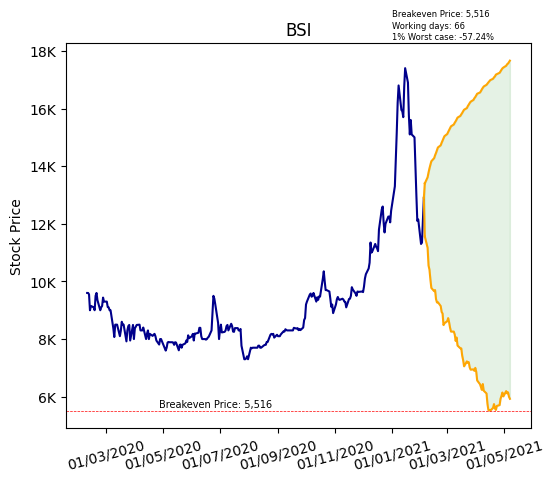 Breakeven Price: 5,516
Working days: 66
1% Worst case: -57.24%
BSI
Stock Price
18K
16K
14K
12K
10K
8K
6K
Breakeven Price: 5,516
01/03/2020
01/05/2020
01/07/2020
01/09/2020
01/11/2020
01/01/2021
01/03/2021
01/05/2021